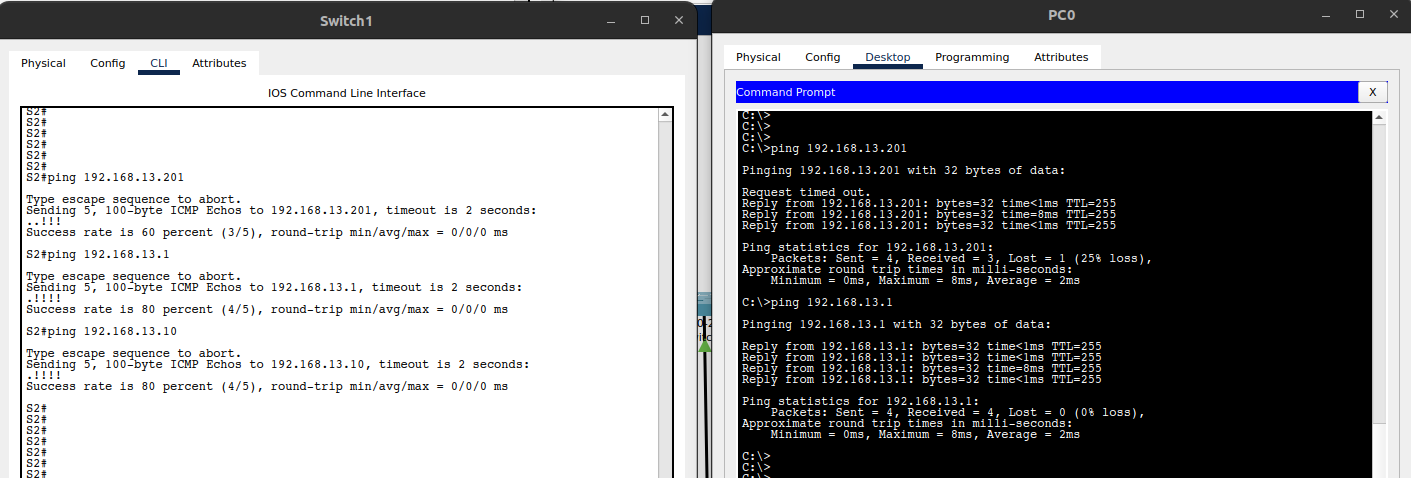 Switch1
Physical Config CLI Attributes
IOS Command Line Interface
S2#
S2#
S2#
S2#
S2#
S2#
S2#ping 192.168.13.201
Type escape sequence to abort.
Sending 5, 100-byte ICMP Echos to 192.168.13.201, timeout is 2 seconds:
..!!!
Success rate is 60 percent (3/5), round-trip min/avg/max = 0/0/0 ms
S2#ping 192.168.13.1
Type escape sequence to abort.
Sending 5, 100-byte ICMP Echos to 192.168.13.1, timeout is 2 seconds:
.!!!!
Success rate is 80 percent (4/5), round-trip min/avg/max = 0/0/0 ms
S2#ping 192.168.13.10
Type escape sequence to abort.
Sending 5, 100-byte ICMP Echos to 192.168.13.10, timeout is 2 seconds:
.!!!!
Success rate is 80 percent (4/5), round-trip min/avg/max = 0/0/0 ms
S2#
S2#
S2#
S2#
S2#
S2#
S2#
PC0
Physical Config Desktop Programming Attributes
Command Prompt X
C:\>
C:\>
C:\>
C:\>ping 192.168.13.201
Pinging 192.168.13.201 with 32 bytes of data:
Request timed out.
Reply from 192.168.13.201: bytes=32 time<1ms TTL=255
Reply from 192.168.13.201: bytes=32 time=8ms TTL=255
Reply from 192.168.13.201: bytes=32 time<1ms TTL=255
Ping statistics for 192.168.13.201:
Packets: Sent = 4, Received = 3, Lost = 1 (25% loss),
Approximate round trip times in milli-seconds:
Minimum = 0ms, Maximum = 8ms, Average = 2ms
C:\>ping 192.168.13.1
Pinging 192.168.13.1 with 32 bytes of data:
Reply from 192.168.13.1: bytes=32 time<1ms TTL=255
Reply from 192.168.13.1: bytes=32 time<1ms TTL=255
Reply from 192.168.13.1: bytes=32 time=8ms TTL=255
Reply from 192.168.13.1: bytes=32 time<1ms TTL=255
Ping statistics for 192.168.13.1:
Packets: Sent = 4, Received = 4, Lost = 0 (0% loss),
Approximate round trip times in milli-seconds:
Minimum = 0ms, Maximum = 8ms, Average = 2ms
C:\>
C:\>
C:\>